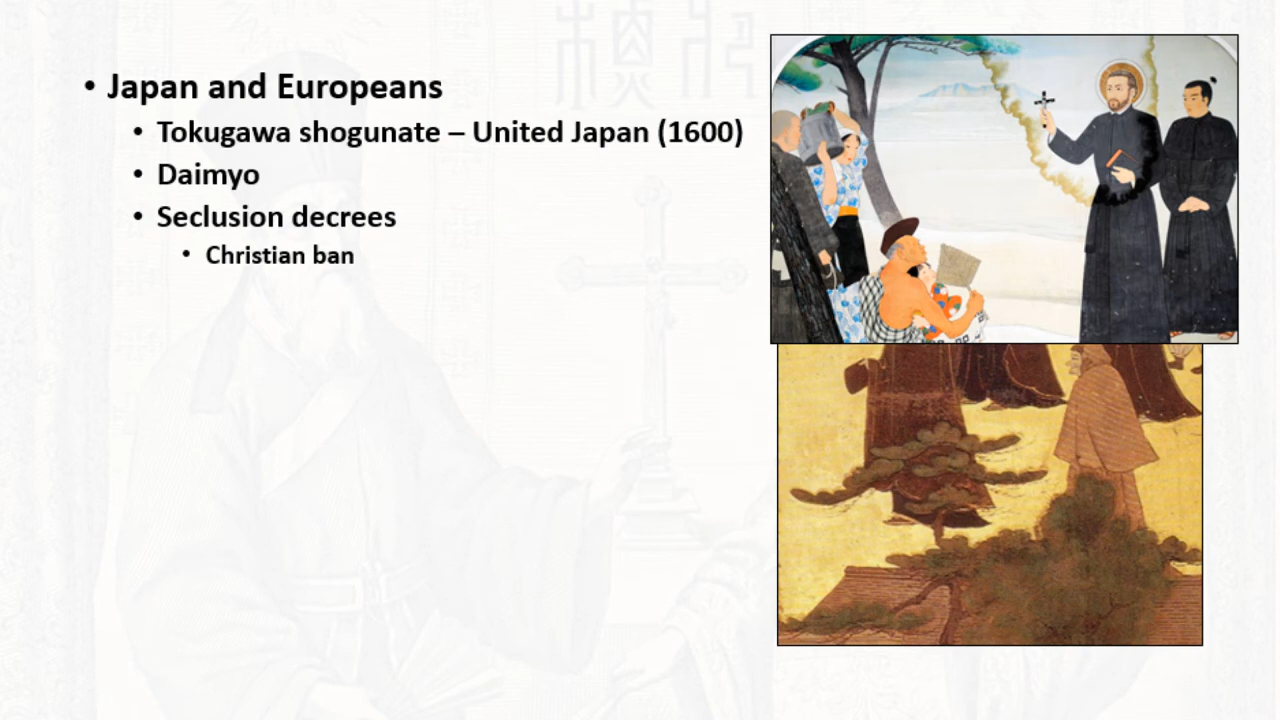 • Japan and Europeans
• Tokugawa shogunate – United Japan (1600)
• Daimyo
• Seclusion decrees
• Christian ban